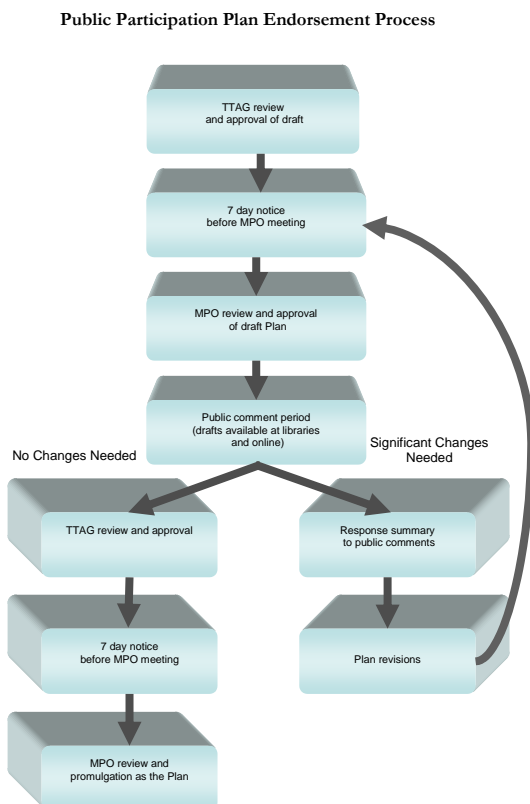 Public Participation Plan Endorsement Process
TTAG review
and approval of draft
7 day notice
before MPO meeting
MPO review and approval
of draft Plan
Public comment period
(drafts available at libraries
and online)
No Changes Needed
Significant Changes
Needed
TTAG review and approval
Response summary
to public comments
7 day notice
before MPO meeting
Plan revisions
MPO review and
promulgation as the Plan